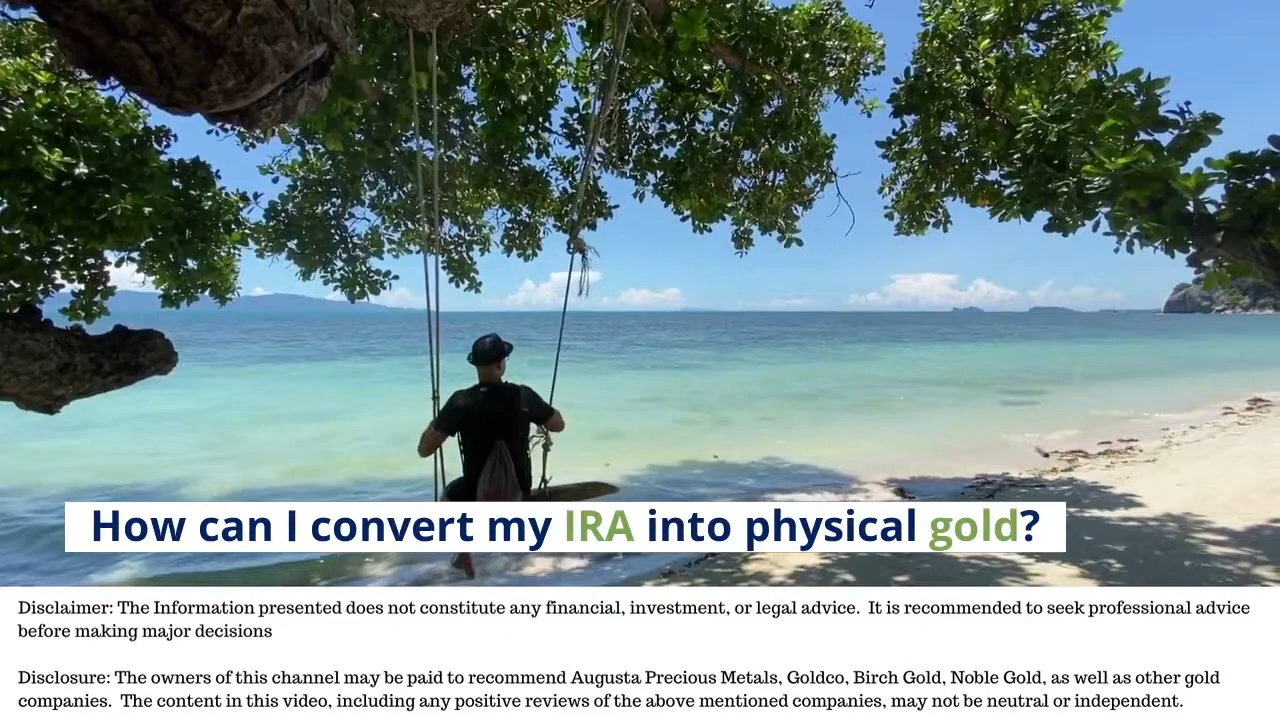 How can I convert my IRA into physical gold?
Disclaimer: The Information presented does not constitute any financial, investment, or legal advice.  It is recommended to seek professional advice
before making major decisions
Disclosure: The owners of this channel may be paid to recommend Augusta Precious Metals, Goldco, Birch Gold, Noble Gold, as well as other gold
companies.  The content in this video, including any positive reviews of the above mentioned companies, may not be neutral or independent.